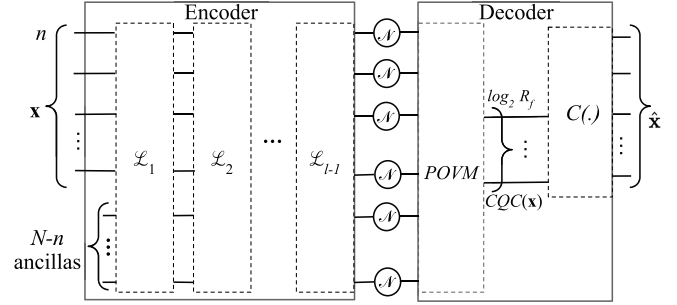 Encoder
Decoder
n
x
⋮
N-n
ancillas
⋮
ℒ1
ℒ2
...
ℒl-1
𝒩
𝒩
𝒩
𝒩
𝒩
𝒩
POVM
log2 Rf
⋮
CQC(x)
C(.)
⋮
x̂